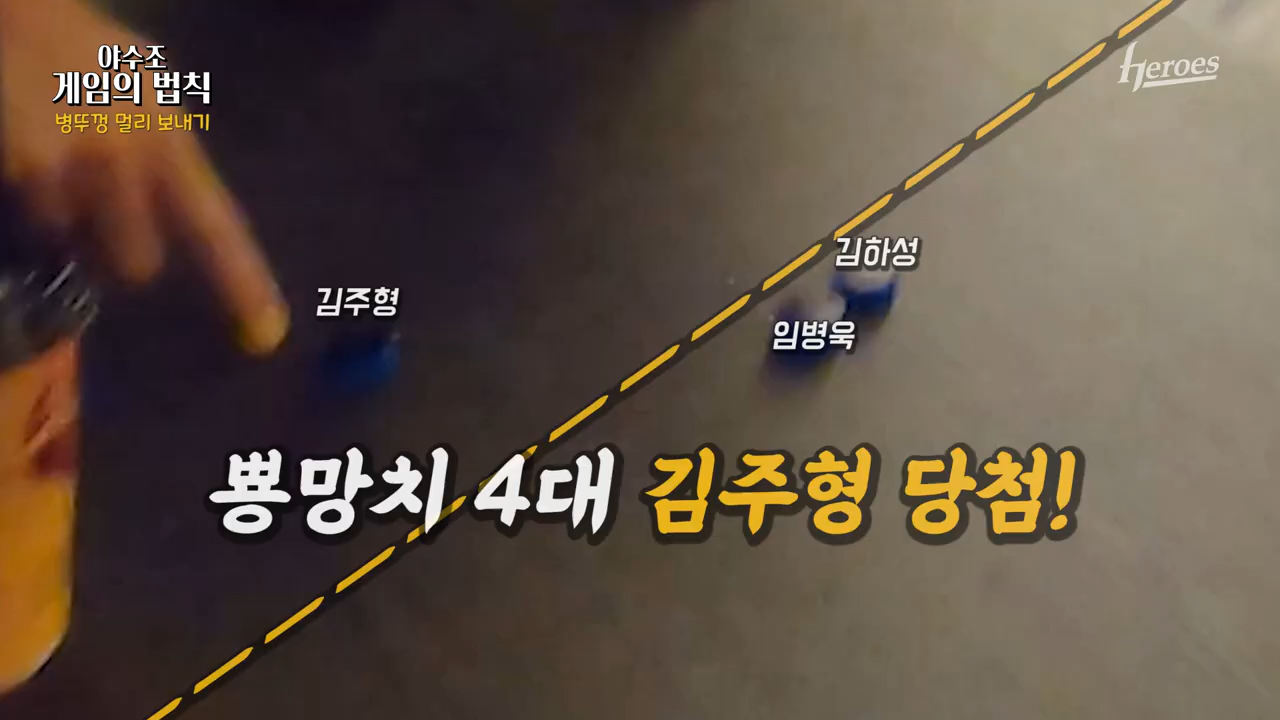 야수조
게임의 법칙
병뚜껑 멀리 보내기
heroes
김하성
김주형
임병욱
뿅망치 4대 김주형 당첨!